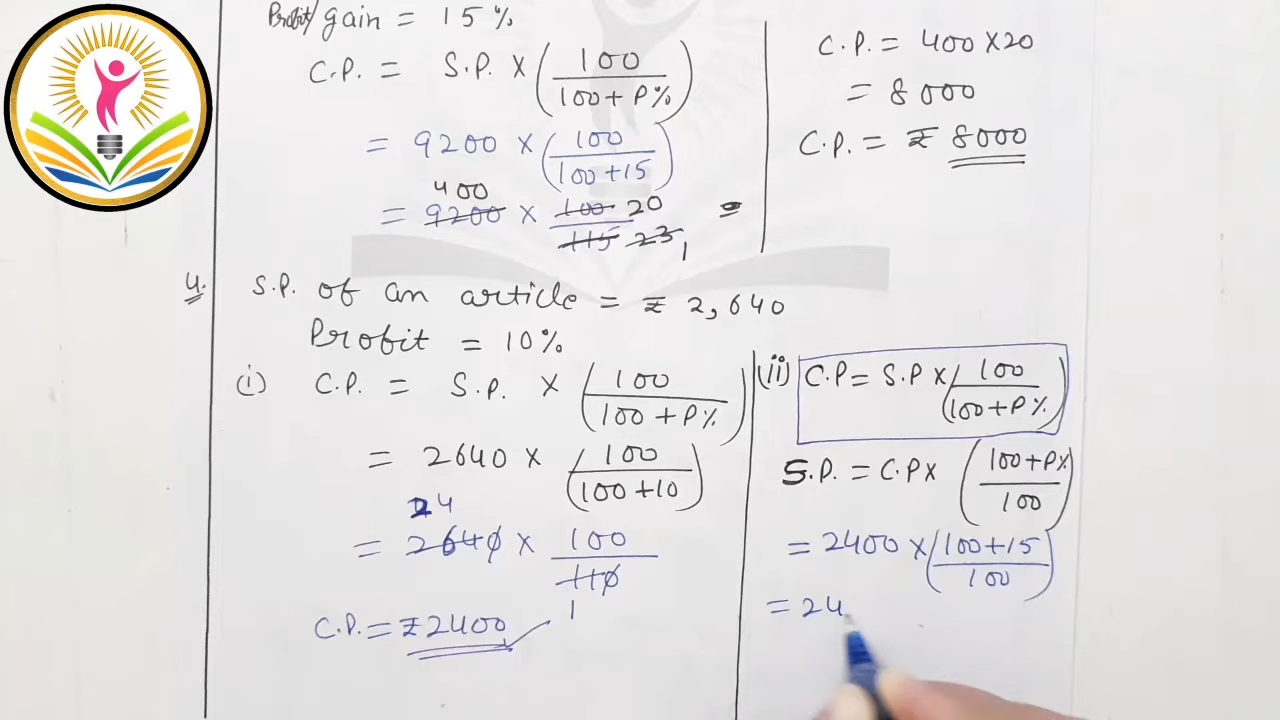 Profit/gain = 15%
C.P. = S.P. × (100/100+P%)
= 9200 × (100/100+15)
400
= 9200 × 100 20
115 23 1
C.P. = 400 × 20
= 8000
C.P. = ₹ 8000
4. S.P. of an article = ₹ 2,640
Profit = 10%
(i) C.P. = S.P. × (100/100+P%)
= 2640 × (100/100+10)
24
= 2640 × 100/110
1
C.P. = ₹2400
(ii) C.P = S.P × (100/100+P%)
S.P. = C.P × (100+P%/100)
= 2400 × (100+15/100)
= 24